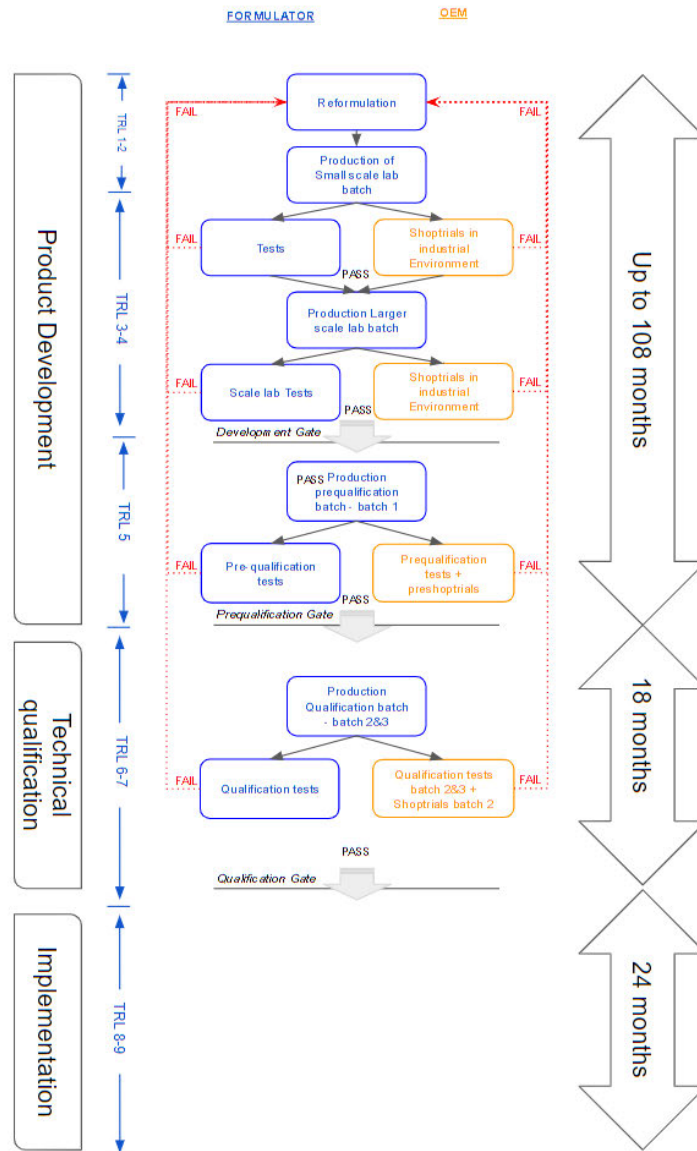 FORMULATOR
OEM
Reformulation
FAIL
FAIL
TRL 1-2
Production of
Small scale lab
batch
FAIL
Tests
Shoptrials in
industrial
Environment
FAIL
PASS
Product Development
TRL 3-4
Up to 108 months
Production Larger
scale lab batch
FAIL
Scale lab Tests
Shoptrials in
industrial
Environment
FAIL
PASS
Development Gate
TRL 5
PASS Production
prequalification
batch - batch 1
FAIL
Pre-qualification
tests
Prequalification
tests +
preshoptrials
FAIL
PASS
Prequalification Gate
Technical
qualification
TRL 6-7
18 months
Production
Qualification batch
- batch 2&3
FAIL
Qualification tests
Qualification tests
batch 2&3 +
Shoptrials batch 2
FAIL
PASS
Qualification Gate
Implementation
TRL 8-9
24 months